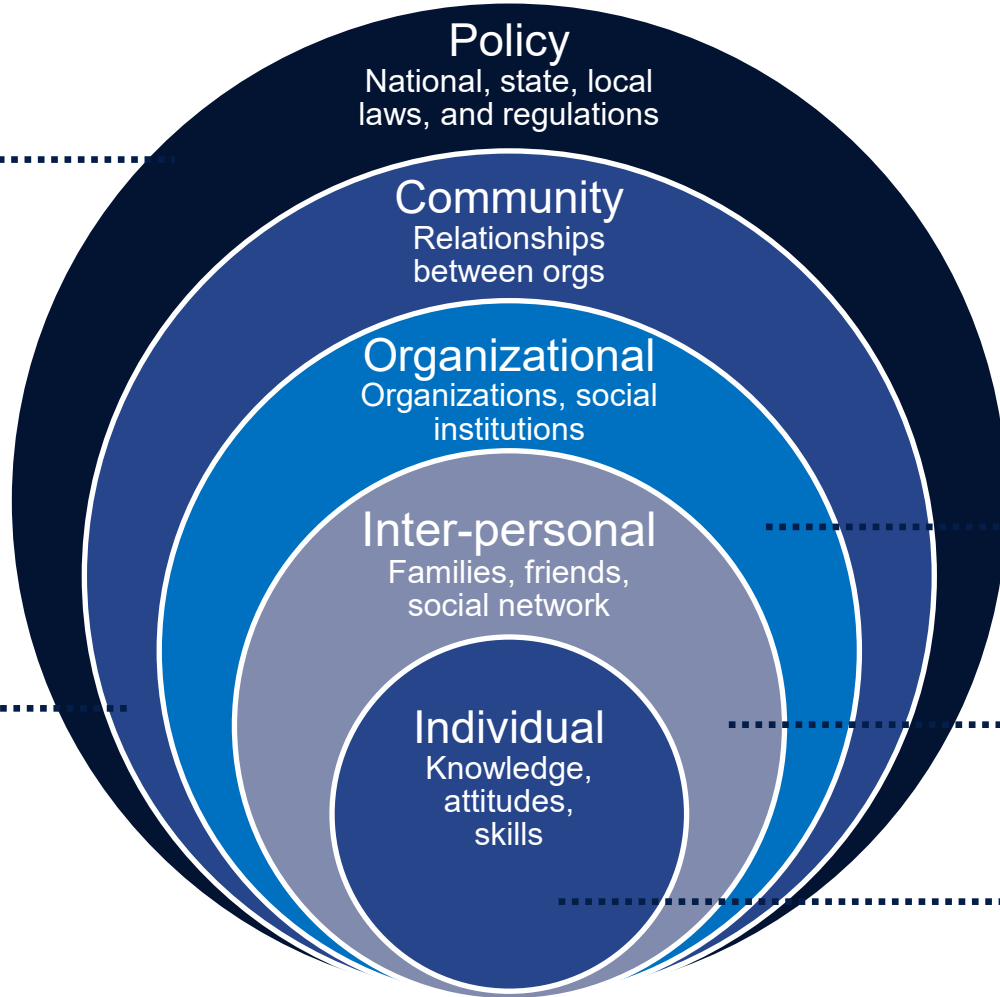 Policy
National, state, local
laws, and regulations
Community
Relationships
between orgs
Organizational
Organizations, social
institutions
Inter-personal
Families, friends,
social network
Individual
Knowledge,
attitudes,
skills